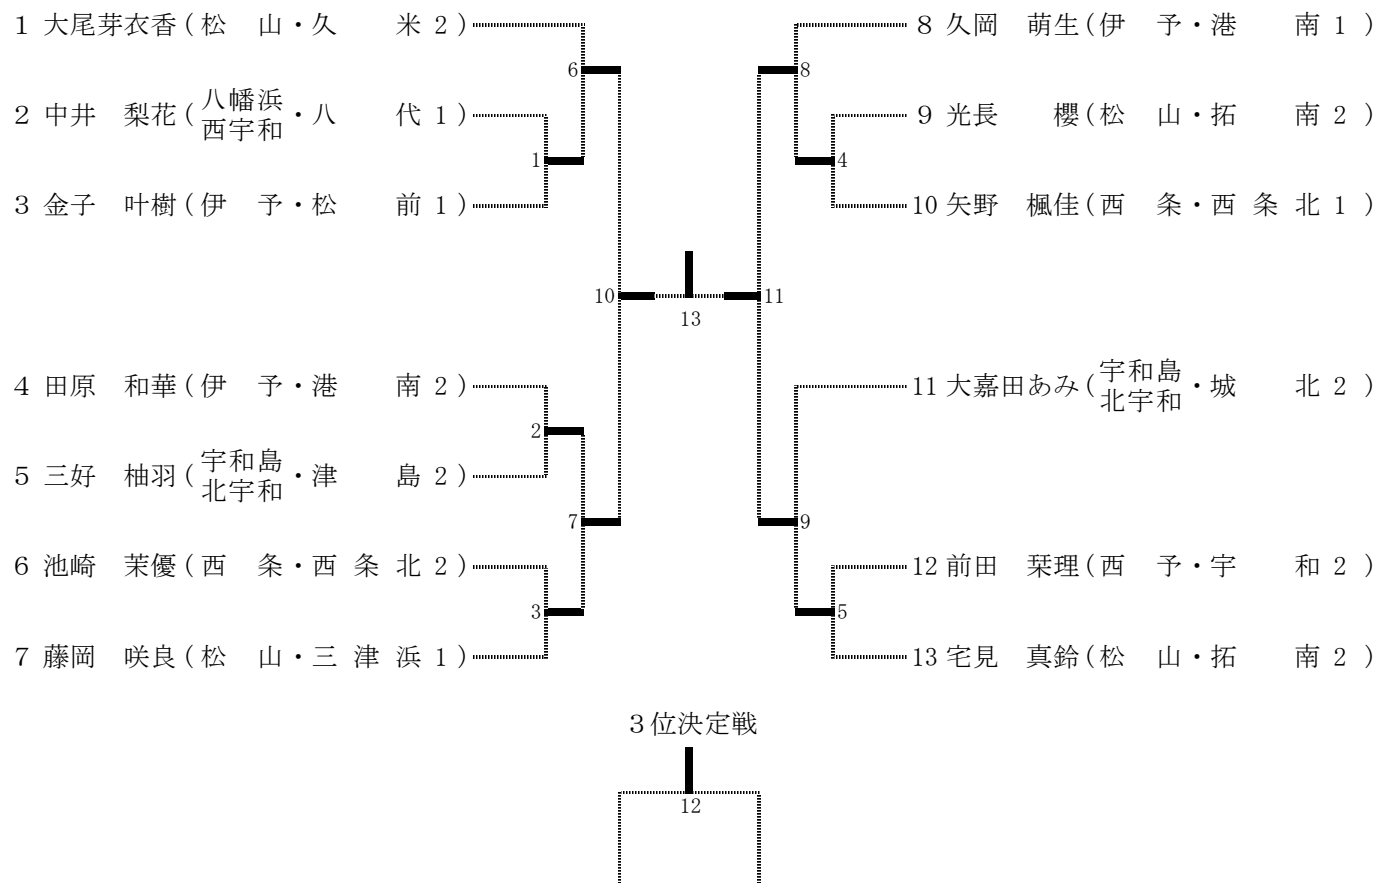 1 大尾芽衣香(松 山・久 米 2)
6
2 中井 梨花(八幡浜西宇和・八 代 1)
1
3 金子 叶樹(伊 予・松 前 1)
10
4 田原 和華(伊 予・港 南 2)
2
5 三好 柚羽(宇和島北宇和・津 島 2)
7
6 池崎 茉優(西 条・西 条 北 2)
3
7 藤岡 咲良(松 山・三 津 浜 1)
13
8 久岡 萌生(伊 予・港 南 1)
8
9 光長 櫻(松 山・拓 南 2)
4
10 矢野 楓佳(西 条・西 条 北 1)
11
11 大嘉田あみ(宇和島北宇和・城 北 2)
9
12 前田 栞理(西 予・宇 和 2)
5
13 宅見 真鈴(松 山・拓 南 2)
3位決定戦
12